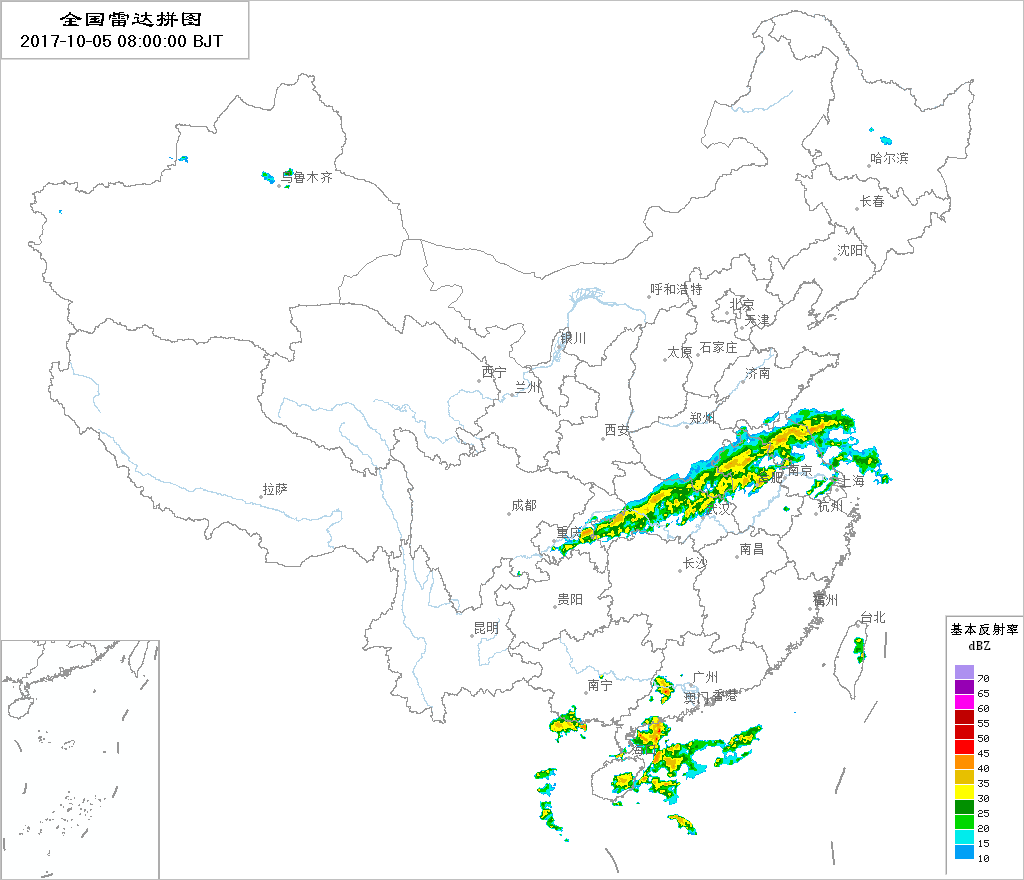 全国雷达拼图
2017-10-05 08:00:00 BJT
乌鲁木齐
哈尔滨
长春
沈阳
呼和浩特
北京
天津
银川
太原
石家庄
西宁
济南
兰州
郑州
西安
南京
合肥
上海
拉萨
成都
武汉
杭州
重庆
南昌
长沙
贵阳
福州
台北
昆明
广州
南宁
澳门
香港
基本反射率
dBZ
70
65
60
55
50
45
40
35
30
25
20
15
10